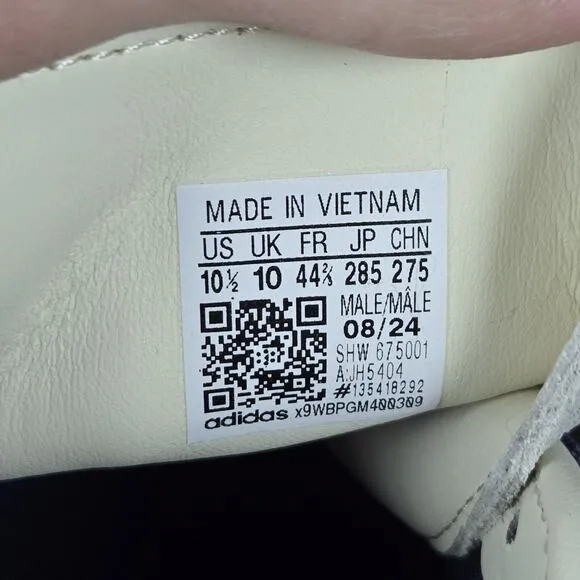 MADE IN VIETNAM
US UK FR JP CHN
10½ 10 44⅔ 285 275
MALE/MÂLE
08/24
SHW 675001
A:JH5404
#135418292
adidas x9WBPGM400309